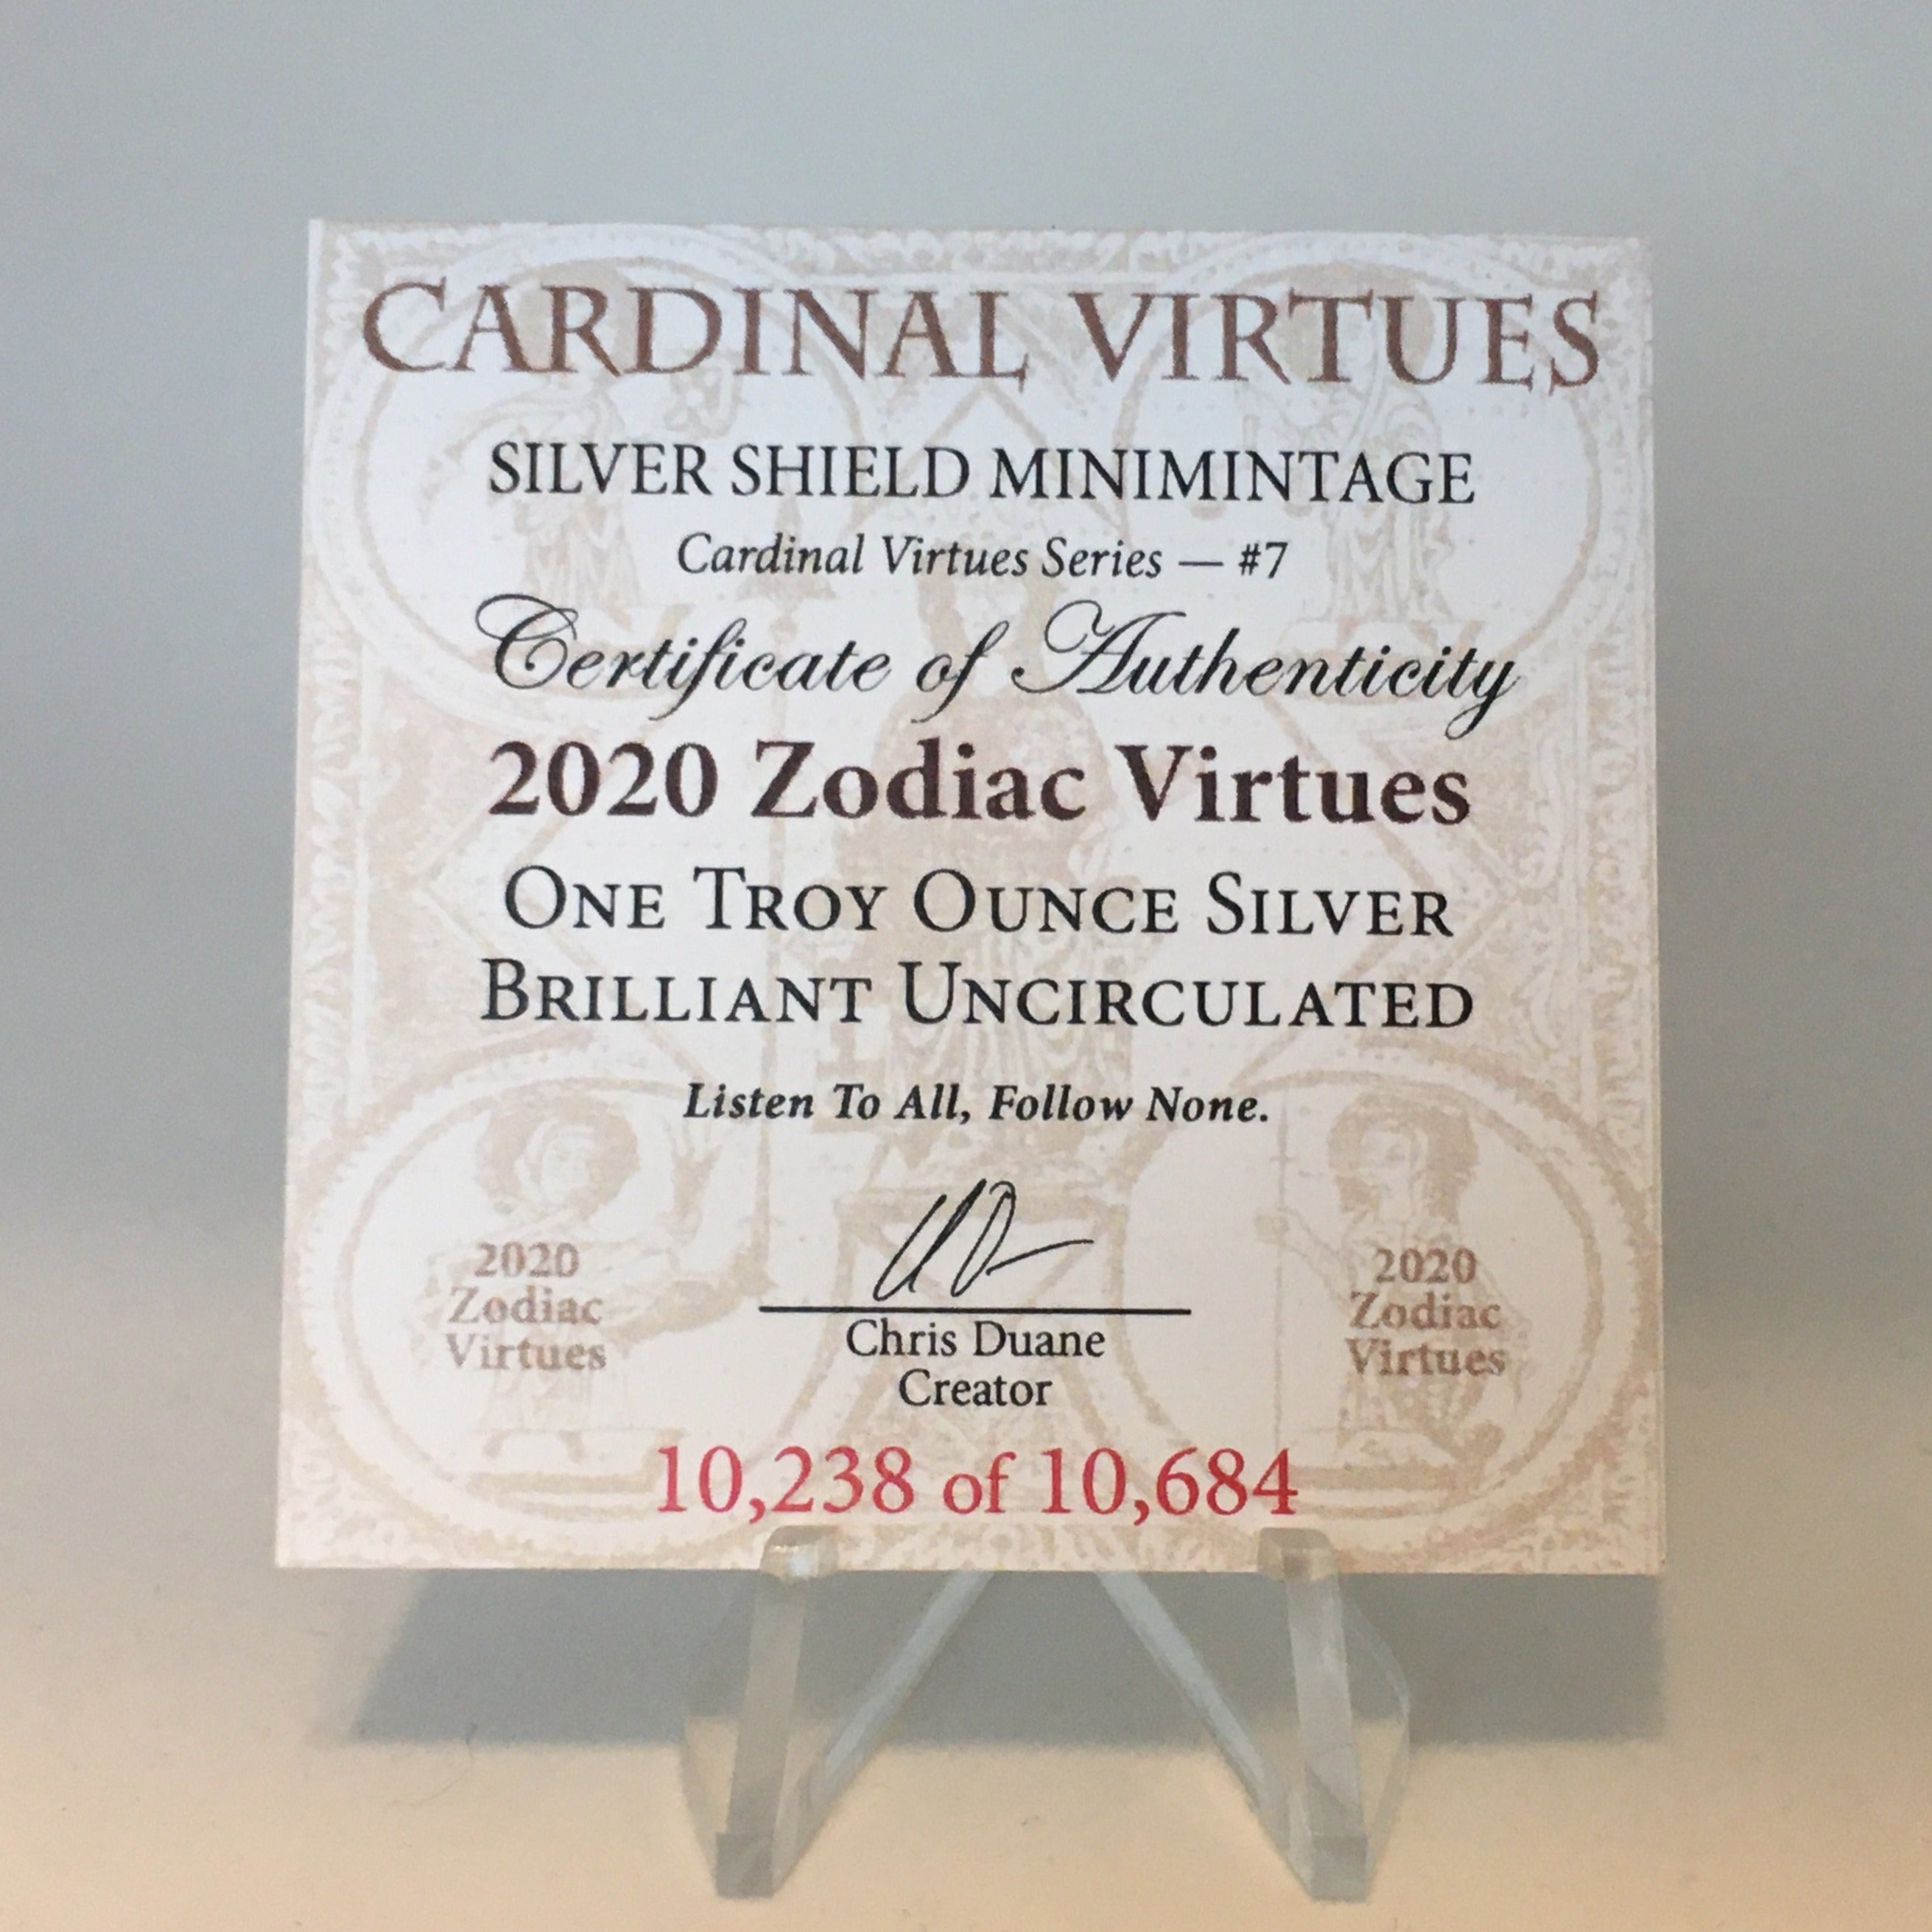 CARDINAL VIRTUES
SILVER SHIELD MINIMINTAGE
Cardinal Virtues Series — #7
Certificate of Authenticity
2020 Zodiac Virtues
ONE TROY OUNCE SILVER
BRILLIANT UNCIRCULATED
Listen To All, Follow None.
2020
Zodiac
Virtues
Chris Duane
Creator
2020
Zodiac
Virtues
10,238 of 10,684